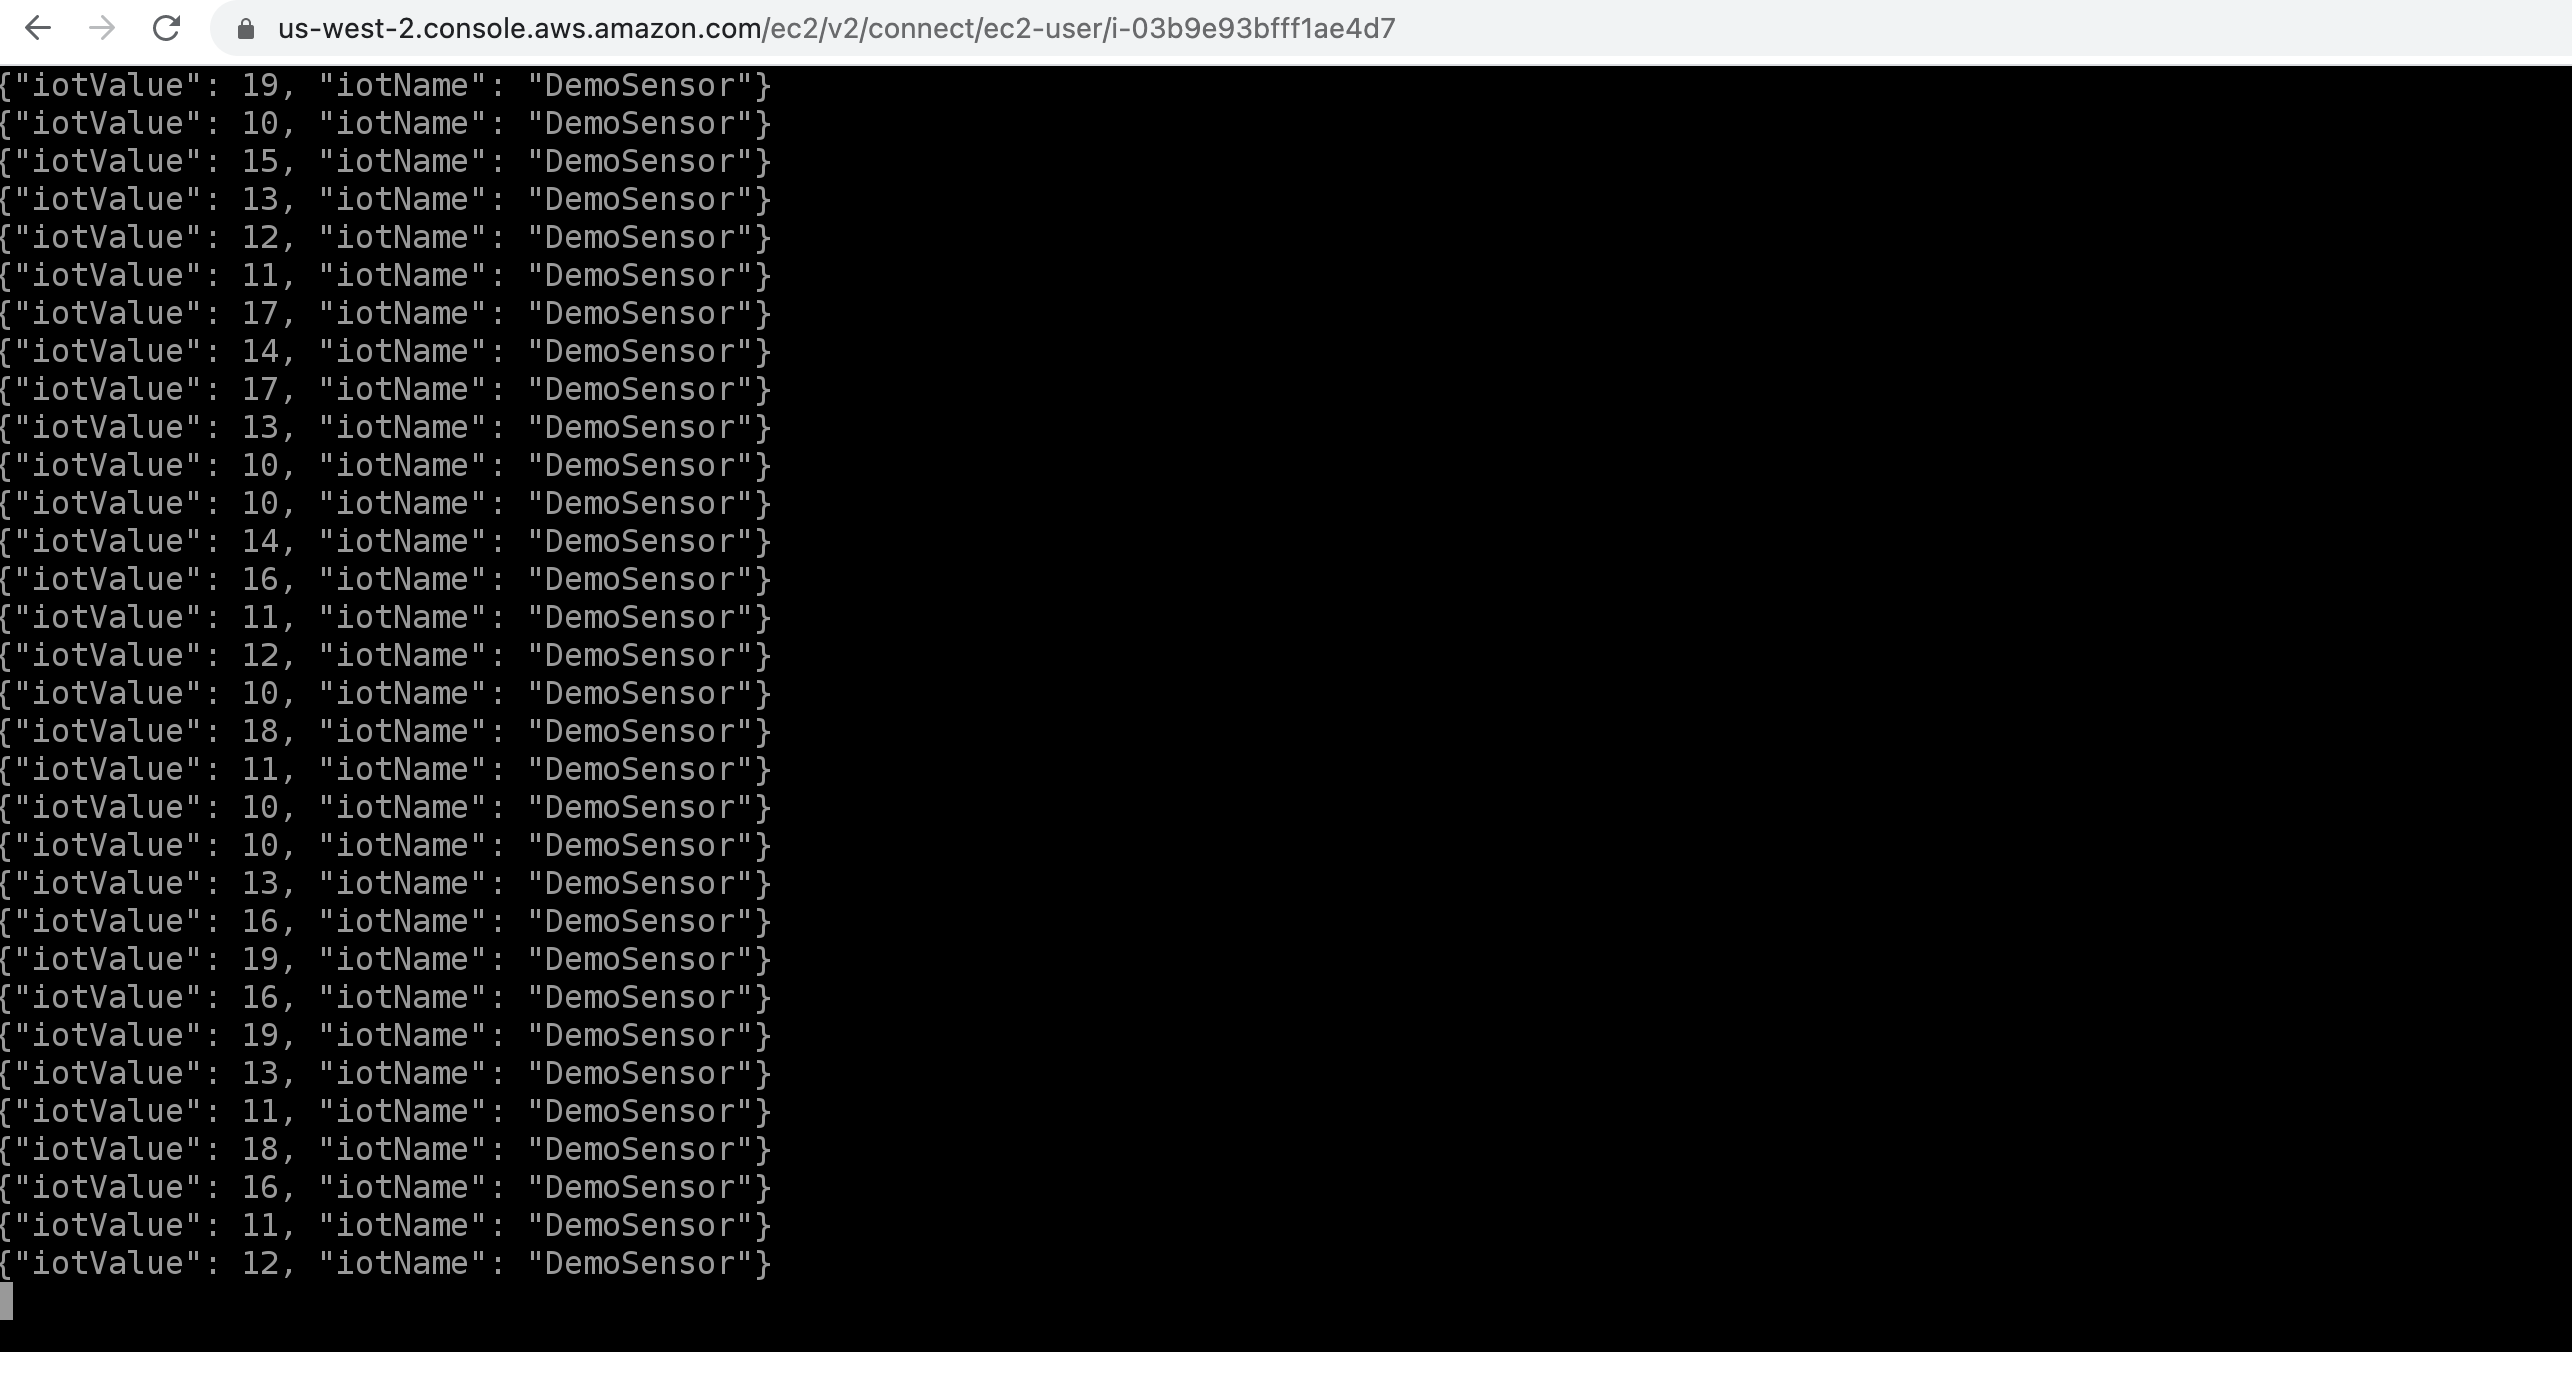 us-west-2.console.aws.amazon.com/ec2/v2/connect/ec2-user/i-03b9e93bfff1ae4d7
{"iotValue": 19, "iotName": "DemoSensor"}
{"iotValue": 10, "iotName": "DemoSensor"}
{"iotValue": 15, "iotName": "DemoSensor"}
{"iotValue": 13, "iotName": "DemoSensor"}
{"iotValue": 12, "iotName": "DemoSensor"}
{"iotValue": 11, "iotName": "DemoSensor"}
{"iotValue": 17, "iotName": "DemoSensor"}
{"iotValue": 14, "iotName": "DemoSensor"}
{"iotValue": 17, "iotName": "DemoSensor"}
{"iotValue": 13, "iotName": "DemoSensor"}
{"iotValue": 10, "iotName": "DemoSensor"}
{"iotValue": 10, "iotName": "DemoSensor"}
{"iotValue": 14, "iotName": "DemoSensor"}
{"iotValue": 16, "iotName": "DemoSensor"}
{"iotValue": 11, "iotName": "DemoSensor"}
{"iotValue": 12, "iotName": "DemoSensor"}
{"iotValue": 10, "iotName": "DemoSensor"}
{"iotValue": 18, "iotName": "DemoSensor"}
{"iotValue": 11, "iotName": "DemoSensor"}
{"iotValue": 10, "iotName": "DemoSensor"}
{"iotValue": 10, "iotName": "DemoSensor"}
{"iotValue": 13, "iotName": "DemoSensor"}
{"iotValue": 16, "iotName": "DemoSensor"}
{"iotValue": 19, "iotName": "DemoSensor"}
{"iotValue": 16, "iotName": "DemoSensor"}
{"iotValue": 19, "iotName": "DemoSensor"}
{"iotValue": 13, "iotName": "DemoSensor"}
{"iotValue": 11, "iotName": "DemoSensor"}
{"iotValue": 18, "iotName": "DemoSensor"}
{"iotValue": 16, "iotName": "DemoSensor"}
{"iotValue": 11, "iotName": "DemoSensor"}
{"iotValue": 12, "iotName": "DemoSensor"}